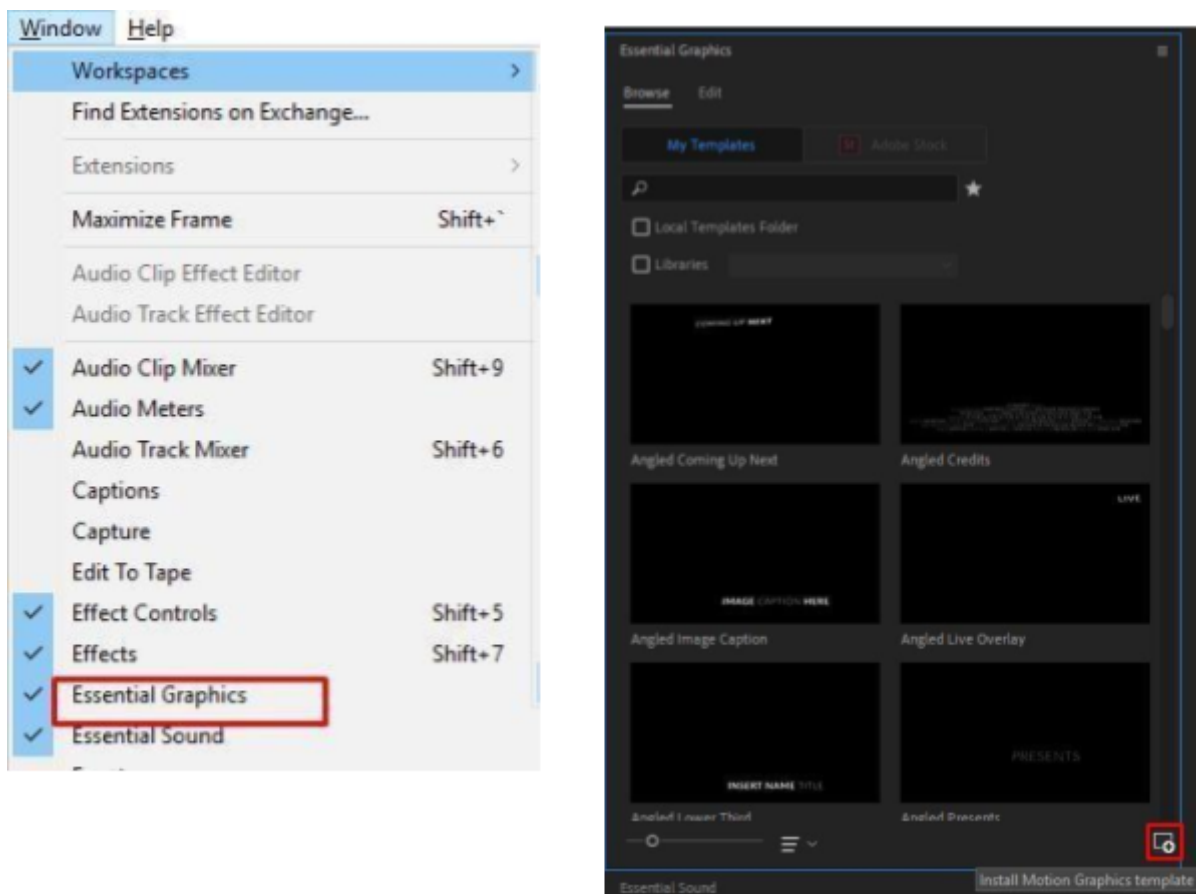 Window Help
Workspaces
Find Extensions on Exchange...
Extensions
Maximize Frame Shift+`
Audio Clip Effect Editor
Audio Track Effect Editor
Audio Clip Mixer Shift+9
Audio Meters
Audio Track Mixer Shift+6
Captions
Capture
Edit To Tape
Effect Controls Shift+5
Effects Shift+7
Essential Graphics
Essential Sound
Essential Graphics
Browse Edit
My Templates St Adobe Stock
Local Templates Folder
Libraries
COMING UP NEXT
Angled Coming Up Next Angled Credits
LIVE
IMAGE CAPTION HERE
Angled Image Caption Angled Live Overlay
PRESENTS
INSERT NAME TITLE
Angled Lower Third Angled Presents
Install Motion Graphics template
Essential Sound